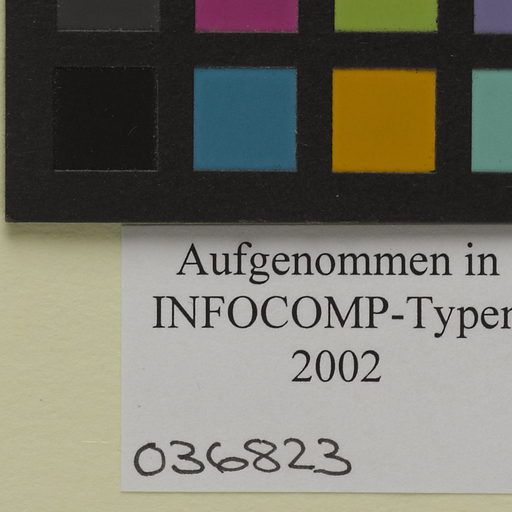 Aufgenommen in
INFOCOMP-Typen
2002
036823